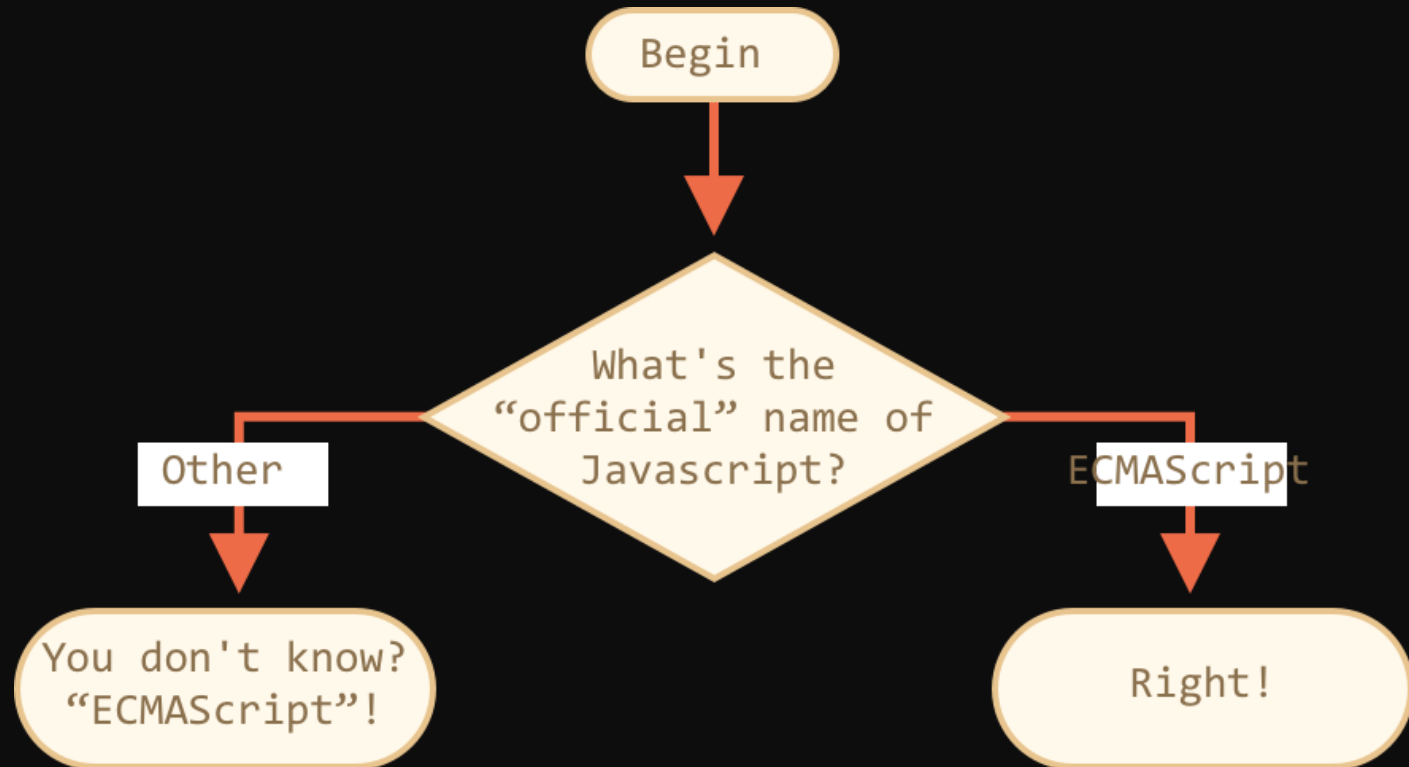 Begin
What's the
“official” name of
Javascript?
Other
ECMAScript
You don't know?
“ECMAScript”!
Right!